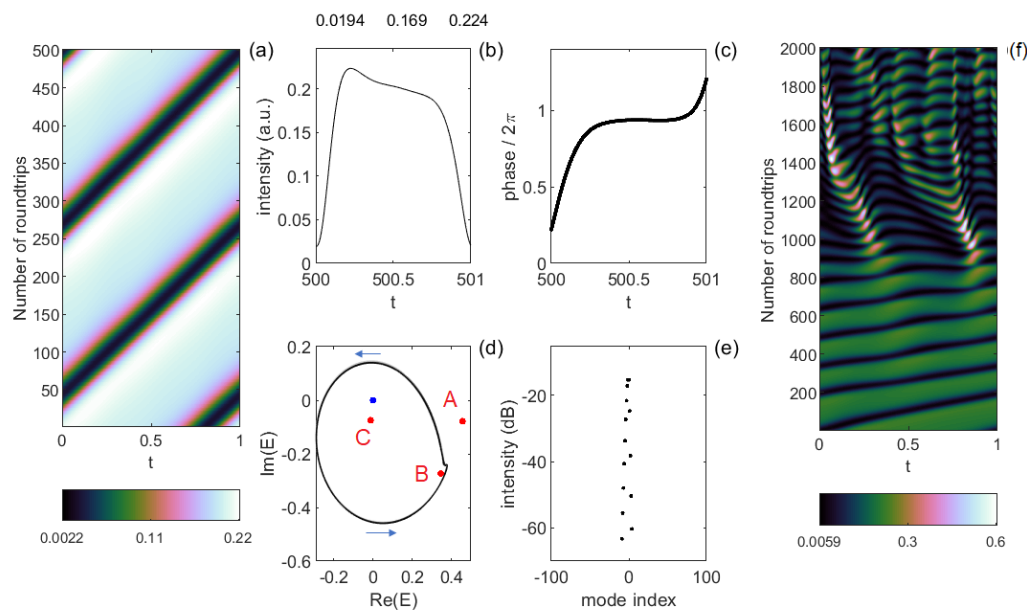 0.0194 0.169 0.224
(a) (b) (c) (f)
500
450
400
350
300
250
200
150
100
50
Number of roundtrips
0 0.5 1
t
0.0022 0.11 0.22
0.2
0.15
0.1
0.05
0
intensity (a.u.)
500 500.5 501
t
1
0.5
0
phase / 2π
500 500.5 501
t
2000
1800
1600
1400
1200
1000
800
600
400
200
Number of roundtrips
0 0.5 1
t
0.0059 0.3 0.6
(d)
0.2
0
-0.2
-0.4
-0.6
Im(E)
A
C
B
-0.2 0 0.2 0.4
Re(E)
(e)
-20
-40
-60
intensity (dB)
-100 0 100
mode index